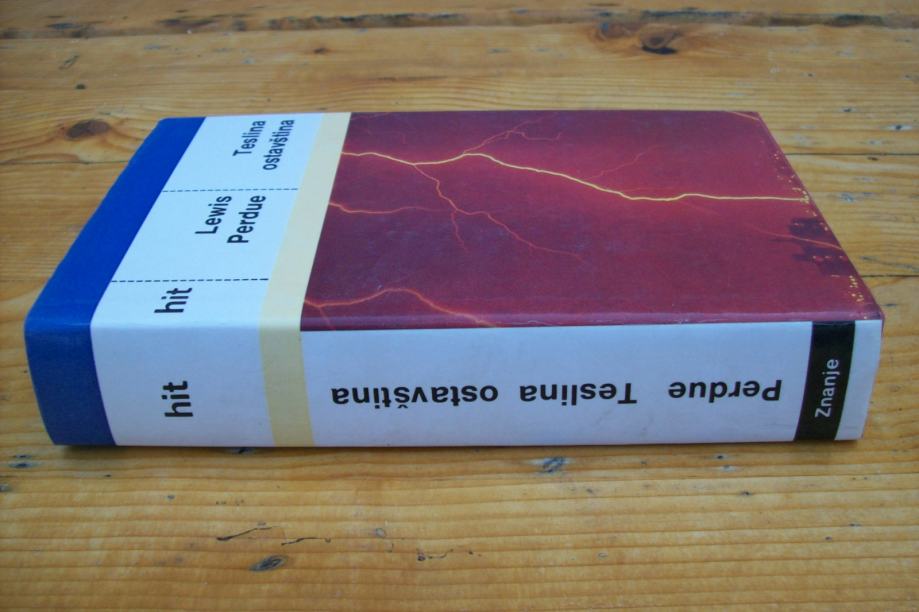 hit
Lewis
Perdue
Teslina
ostavština
hit
Perdue Teslina ostavština
Znanje